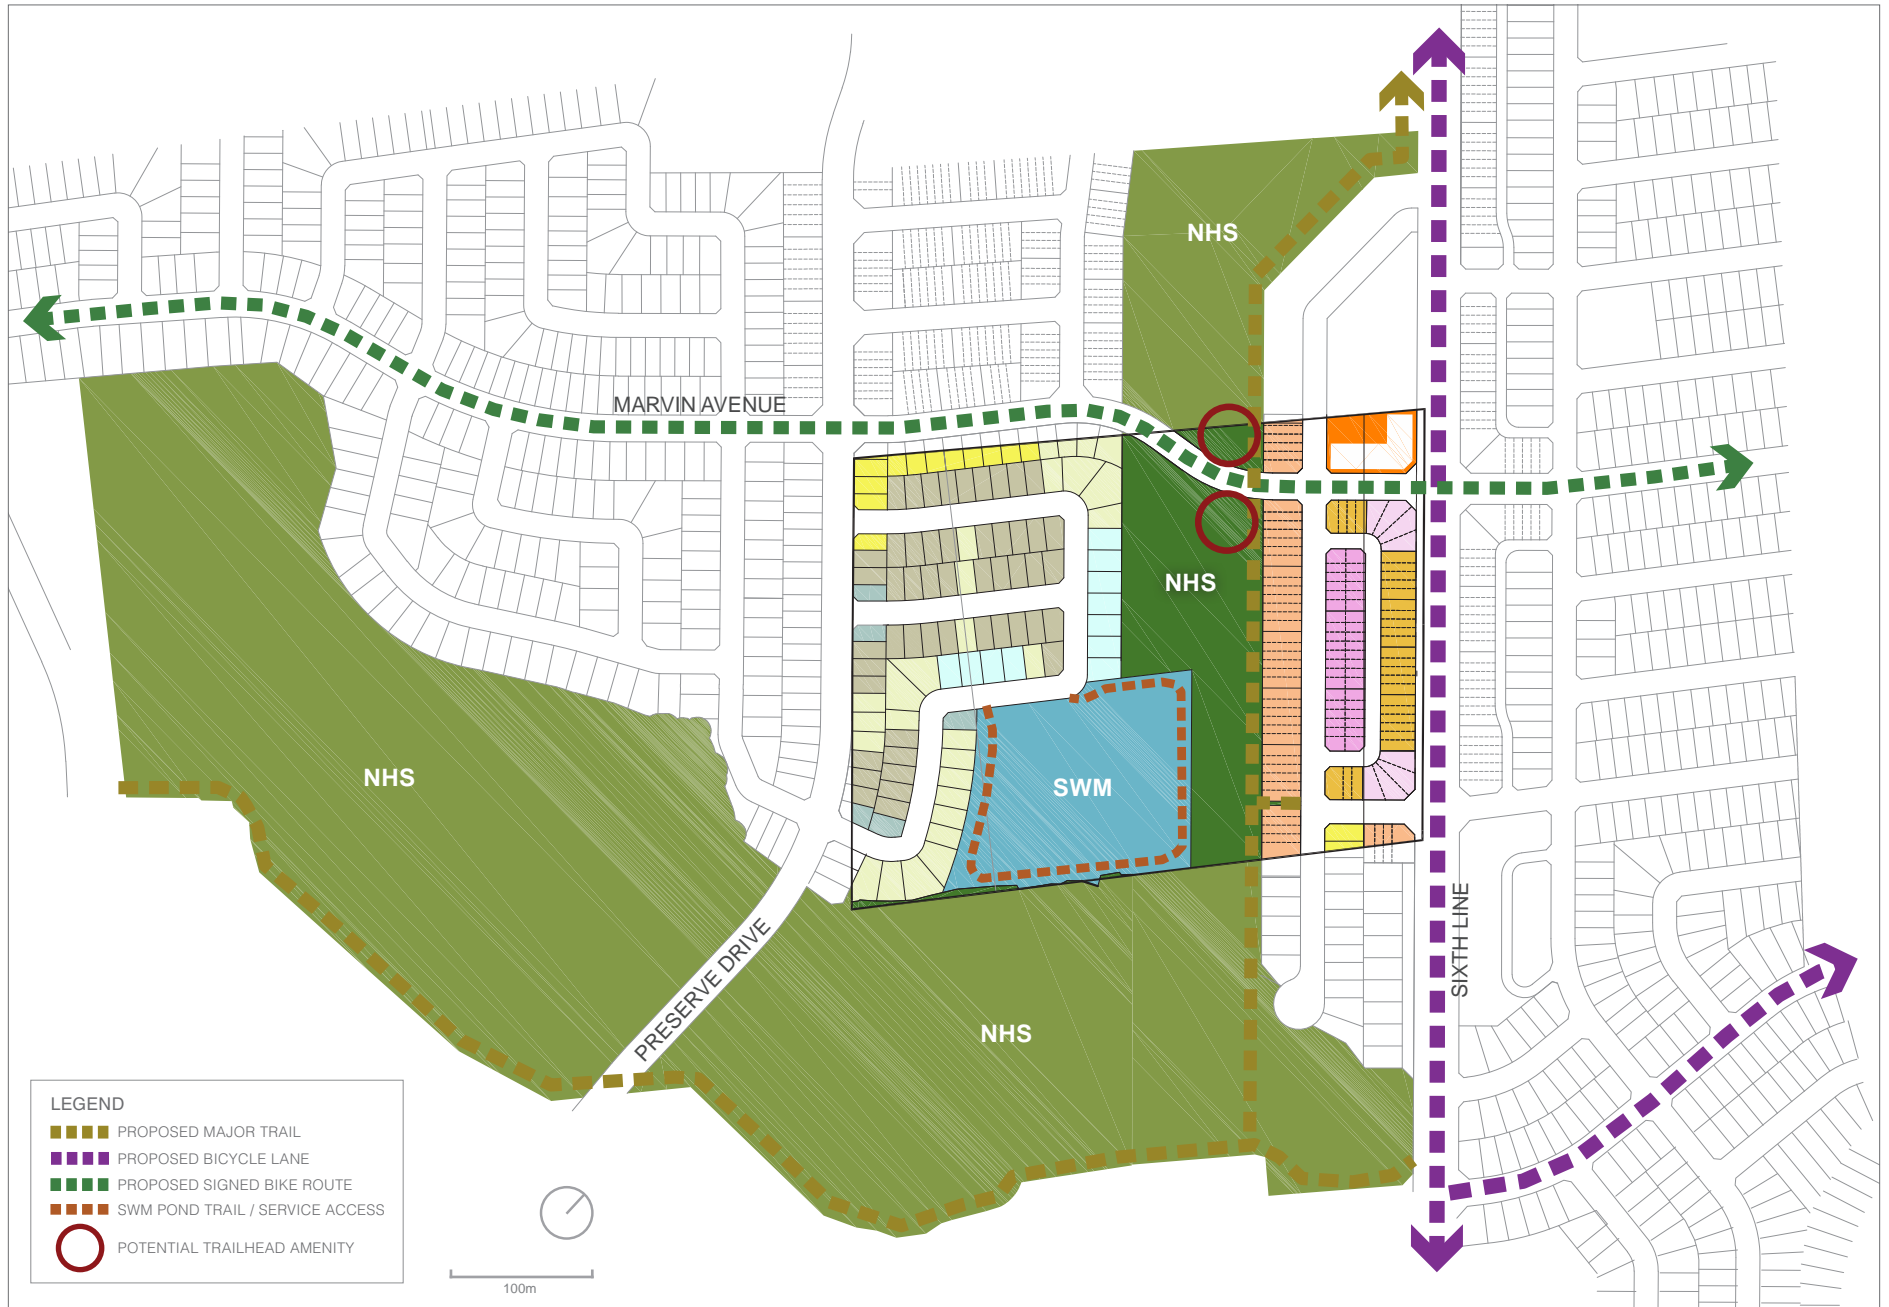 NHS
MARVIN AVENUE
NHS
NHS
SWM
SIXTH LINE
PRESERVE DRIVE
NHS
LEGEND
PROPOSED MAJOR TRAIL
PROPOSED BICYCLE LANE
PROPOSED SIGNED BIKE ROUTE
SWM POND TRAIL / SERVICE ACCESS
POTENTIAL TRAILHEAD AMENITY
100m